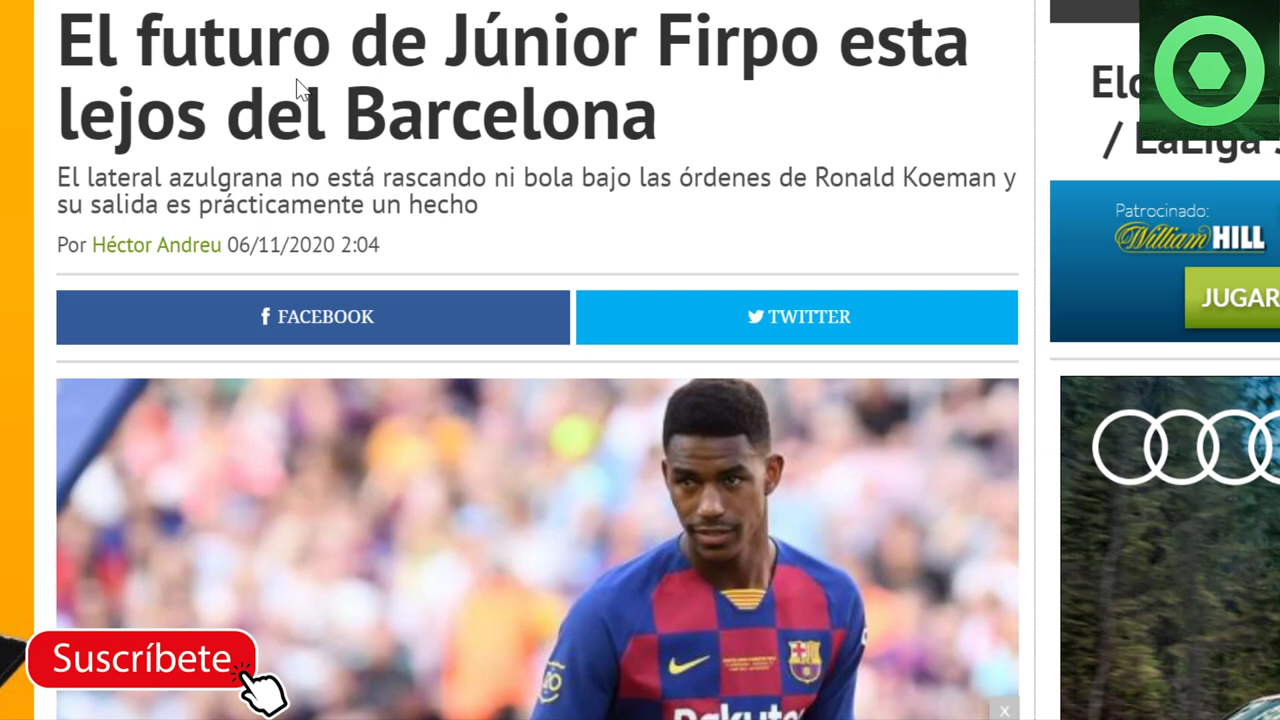 El futuro de Júnior Firpo esta
lejos del Barcelona
El lateral azulgrana no está rascando ni bola bajo las órdenes de Ronald Koeman y
su salida es prácticamente un hecho
Por Héctor Andreu 06/11/2020 2:04
FACEBOOK
TWITTER
/ LaLiga
Patrocinado:
William HILL
JUGAR
Rakuten
Suscríbete
x